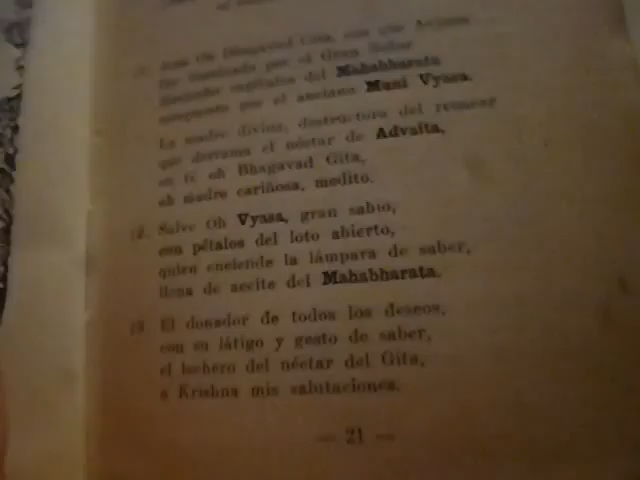 Oh Bhagavad Gita, con que Arjuna
por el Gran Señor
capítulos del Mahabharata
compuesto por el anciano Muni Vyasa.
La madre divina, destructora del renacer
que derrama el néctar de Advaita,
en ti oh Bhagavad Gita,
oh madre cariñosa, medito.
2. Salve Oh Vyasa, gran sabio,
con pétalos del loto abierto,
quien enciende la lámpara de saber,
llena de aceite del Mahabharata.
3. El donador de todos los deseos,
con su látigo y gesto de saber,
el lechero del néctar del Gita,
a Krishna mis salutaciones.
— 21 —